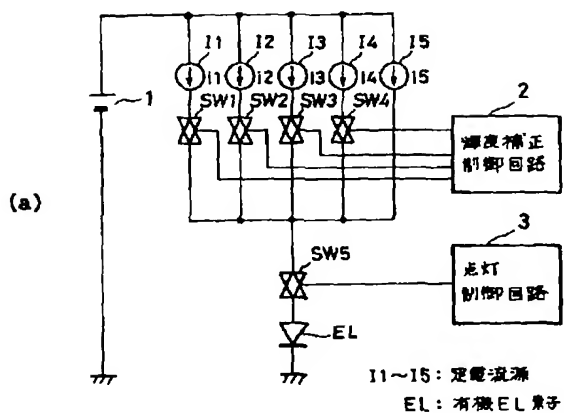 I1 I2 I3 I4 I5
i1 i2 i3 i4 i5
SW1 SW2 SW3 SW4
1
2
輝度補正
制御回路
(a)
SW5
3
点灯
制御回路
EL
I1~I5: 定電流源
EL: 有機EL素子